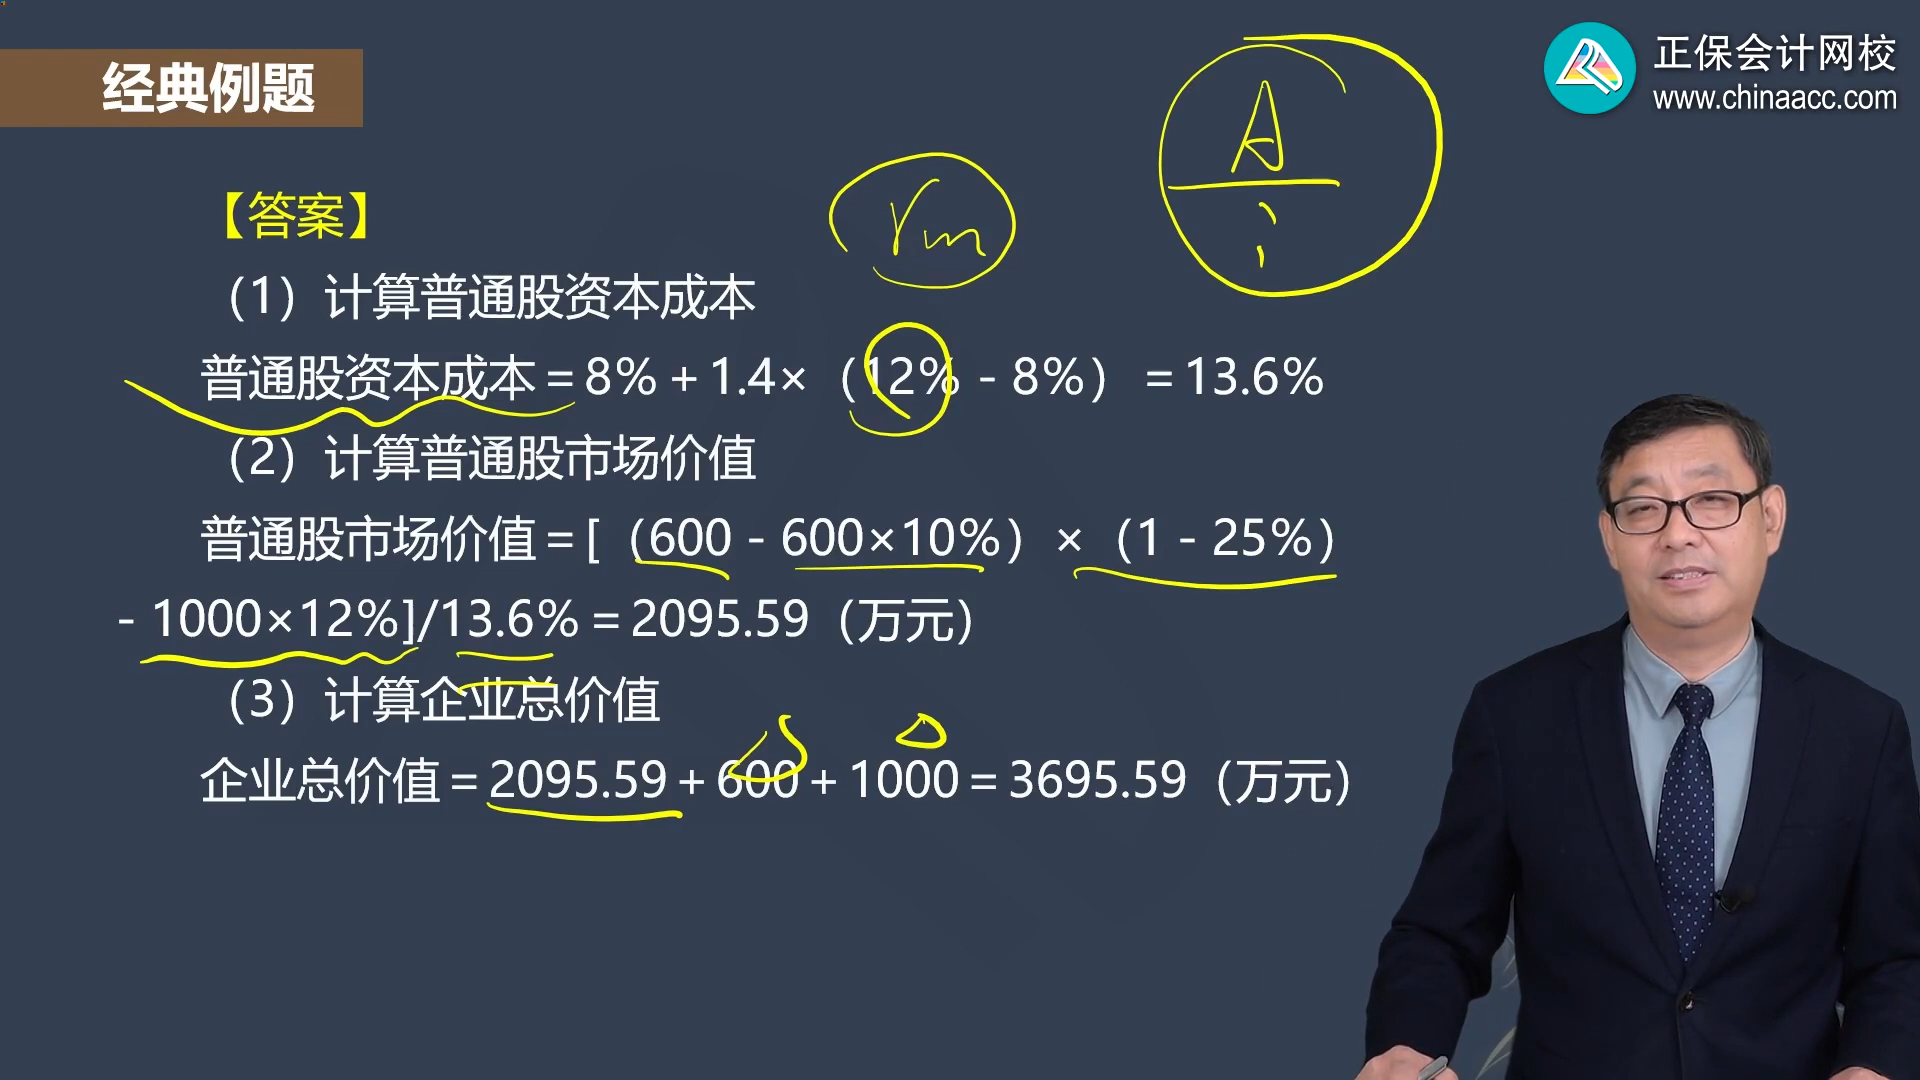 经典例题
正保会计网校
www.chinaacc.com
A
i
rm
【答案】
（1）计算普通股资本成本
普通股资本成本＝8%＋1.4×（12%－8%）＝13.6%
（2）计算普通股市场价值
普通股市场价值＝[（600－600×10%）×（1－25%）
－1000×12%]/13.6%＝2095.59（万元）
（3）计算企业总价值
企业总价值＝2095.59＋600＋1000＝3695.59（万元）